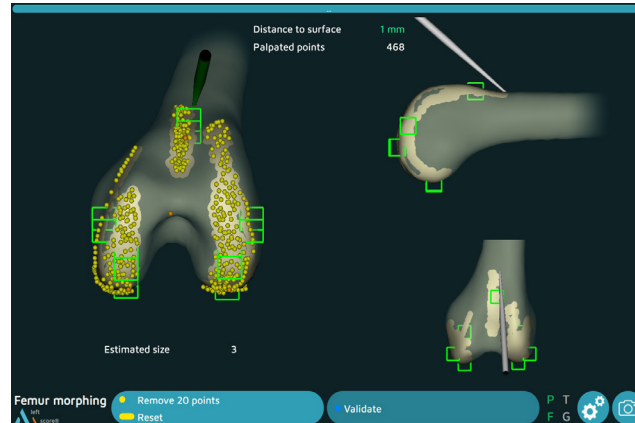 Distance to surface 1 mm
Palpated points 468
Estimated size 3
Femur morphing
left
score®
Remove 20 points
Reset
Validate
P T
F G